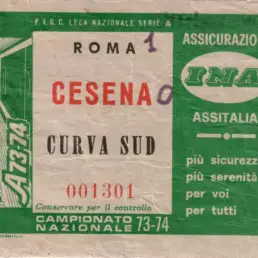 F.I.G.C. LEGA NAZIONALE SERIE A
ROMA 1
CESENA 0
CURVA SUD
001301
Conservare per il controllo
CAMPIONATO
NAZIONALE 73-74
A 73-74
ASSICURAZIO
INA
ASSITALIA
più sicurezz
più serenità
per voi
per tutti